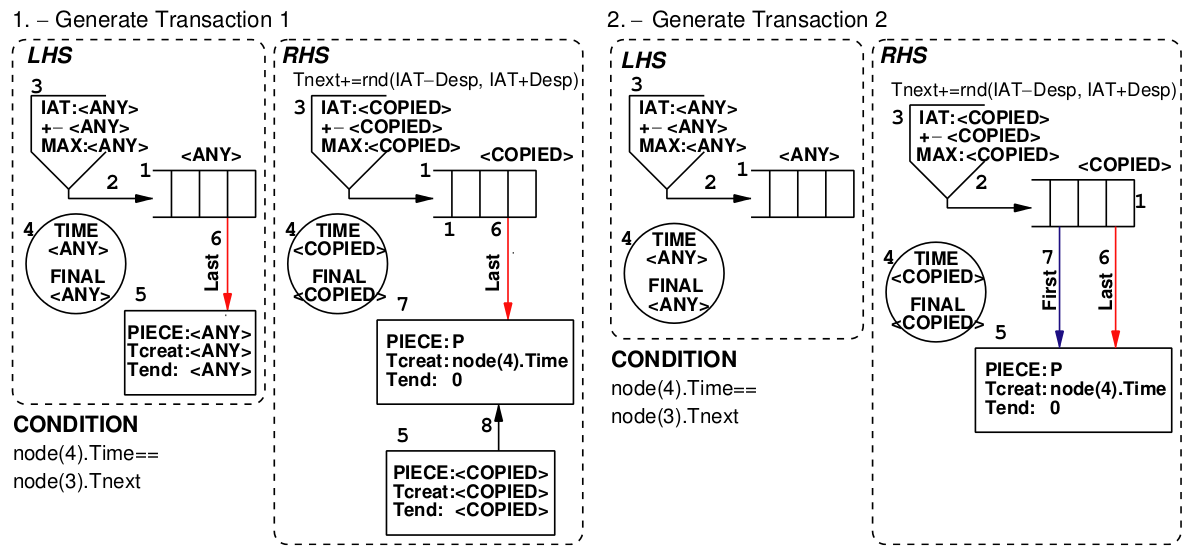 1. – Generate Transaction 1
LHS
3
IAT:<ANY>
+– <ANY>
MAX:<ANY>
2
1
<ANY>
4
TIME
<ANY>
FINAL
<ANY>
6
Last
5
PIECE:<ANY>
Tcreat:<ANY>
Tend: <ANY>
CONDITION
node(4).Time==
node(3).Tnext
RHS
Tnext+=rnd(IAT–Desp, IAT+Desp)
3
IAT:<COPIED>
+– <COPIED>
MAX:<COPIED>
1
<COPIED>
4
TIME
<COPIED>
FINAL
<COPIED>
1
6
Last
7
PIECE: P
Tcreat: node(4).Time
Tend: 0
8
5
PIECE:<COPIED>
Tcreat:<COPIED>
Tend: <COPIED>
2. – Generate Transaction 2
LHS
3
IAT:<ANY>
+– <ANY>
MAX:<ANY>
2
1
<ANY>
4
TIME
<ANY>
FINAL
<ANY>
CONDITION
node(4).Time==
node(3).Tnext
RHS
Tnext+=rnd(IAT–Desp, IAT+Desp)
3
IAT:<COPIED>
+– <COPIED>
MAX:<COPIED>
2
<COPIED>
1
4
TIME
<COPIED>
FINAL
<COPIED>
7
First
6
Last
5
PIECE: P
Tcreat: node(4).Time
Tend: 0